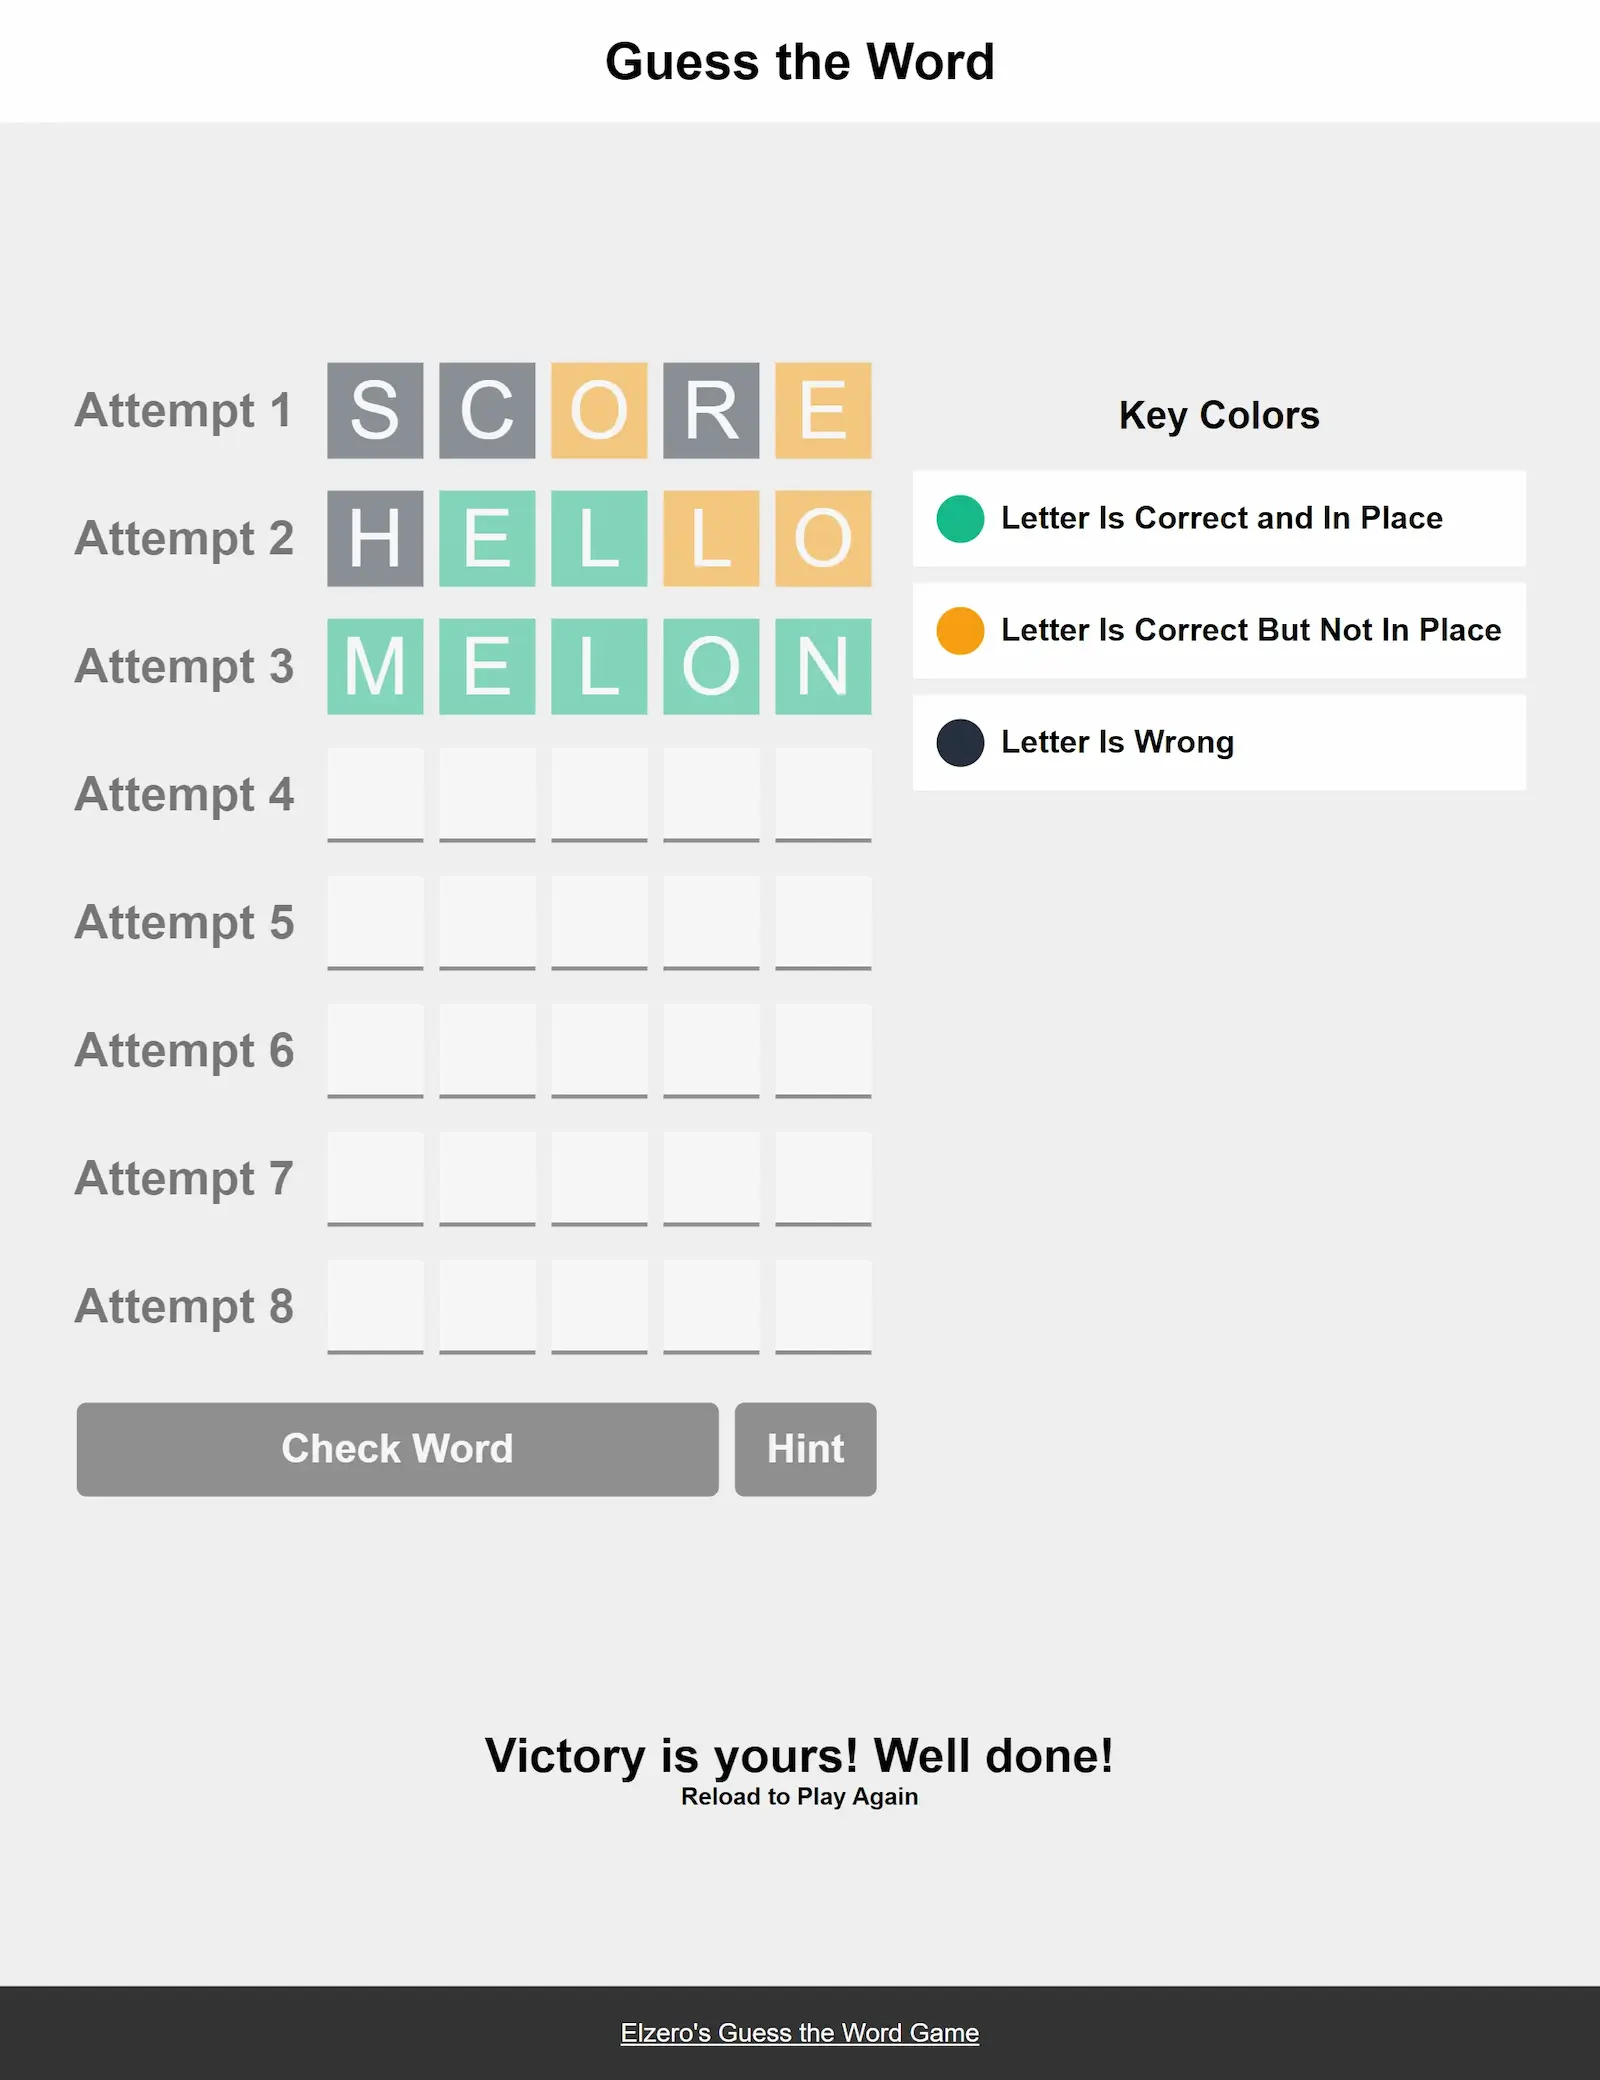 Guess the Word
Attempt 1 S C O R E
Attempt 2 H E L L O
Attempt 3 M E L O N
Attempt 4
Attempt 5
Attempt 6
Attempt 7
Attempt 8
Check Word Hint
Key Colors
Letter Is Correct and In Place
Letter Is Correct But Not In Place
Letter Is Wrong
Victory is yours! Well done!
Reload to Play Again
Elzero's Guess the Word Game